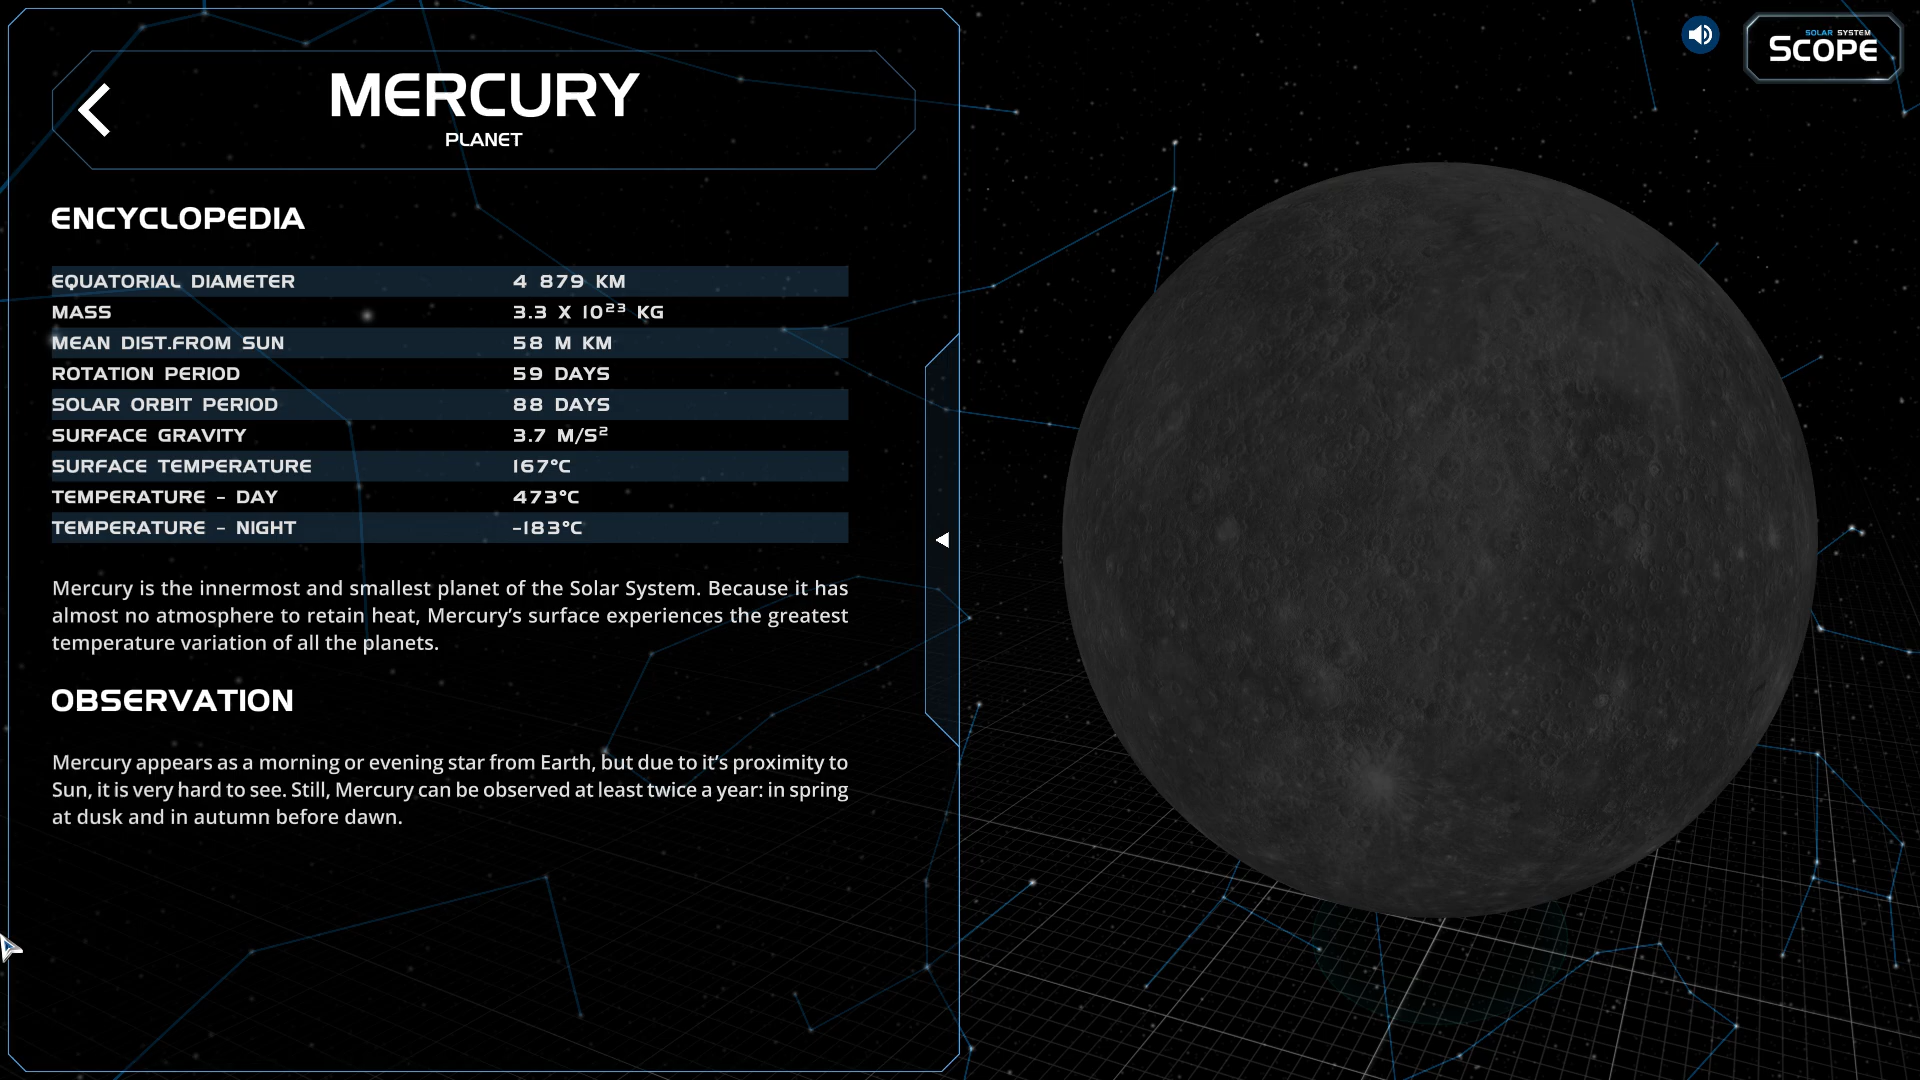 MERCURY
PLANET
SOLAR SYSTEM
SCOPE
ENCYCLOPEDIA
EQUATORIAL DIAMETER 4 879 KM
MASS 3.3 X 10²³ KG
MEAN DIST.FROM SUN 58 M KM
ROTATION PERIOD 59 DAYS
SOLAR ORBIT PERIOD 88 DAYS
SURFACE GRAVITY 3.7 M/S²
SURFACE TEMPERATURE 167°C
TEMPERATURE - DAY 473°C
TEMPERATURE - NIGHT -183°C
Mercury is the innermost and smallest planet of the Solar System. Because it has
almost no atmosphere to retain heat, Mercury’s surface experiences the greatest
temperature variation of all the planets.
OBSERVATION
Mercury appears as a morning or evening star from Earth, but due to it’s proximity to
Sun, it is very hard to see. Still, Mercury can be observed at least twice a year: in spring
at dusk and in autumn before dawn.